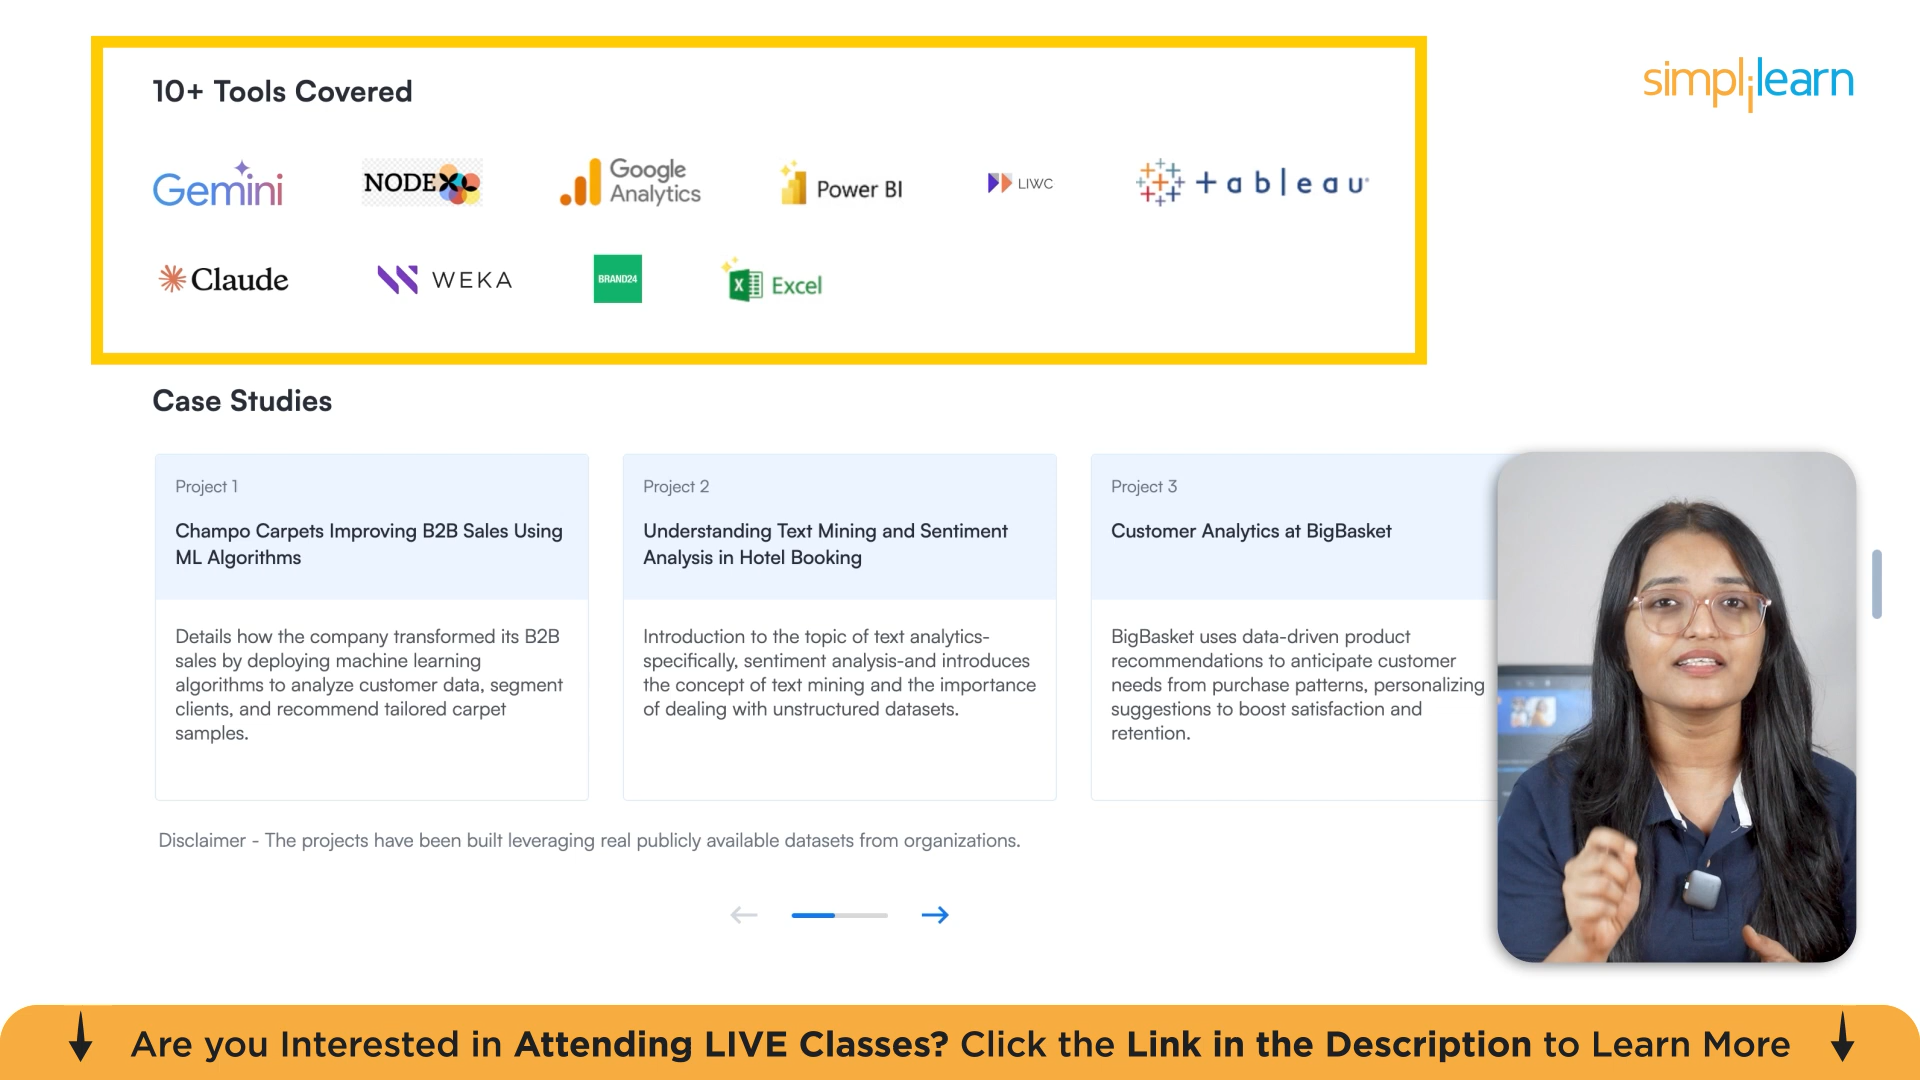 10+ Tools Covered
simplilearn
Gemini
NODEXL
Google Analytics
Power BI
LIWC
+ableau
Claude
WEKA
BRAND24
Excel
Case Studies
Project 1
Champo Carpets Improving B2B Sales Using
ML Algorithms
Details how the company transformed its B2B
sales by deploying machine learning
algorithms to analyze customer data, segment
clients, and recommend tailored carpet
samples.
Project 2
Understanding Text Mining and Sentiment
Analysis in Hotel Booking
Introduction to the topic of text analytics-
specifically, sentiment analysis-and introduces
the concept of text mining and the importance
of dealing with unstructured datasets.
Project 3
Customer Analytics at BigBasket
BigBasket uses data-driven product
recommendations to anticipate customer
needs from purchase patterns, personalizing
suggestions to boost satisfaction and
retention.
Disclaimer - The projects have been built leveraging real publicly available datasets from organizations.
Are you Interested in Attending LIVE Classes? Click the Link in the Description to Learn More